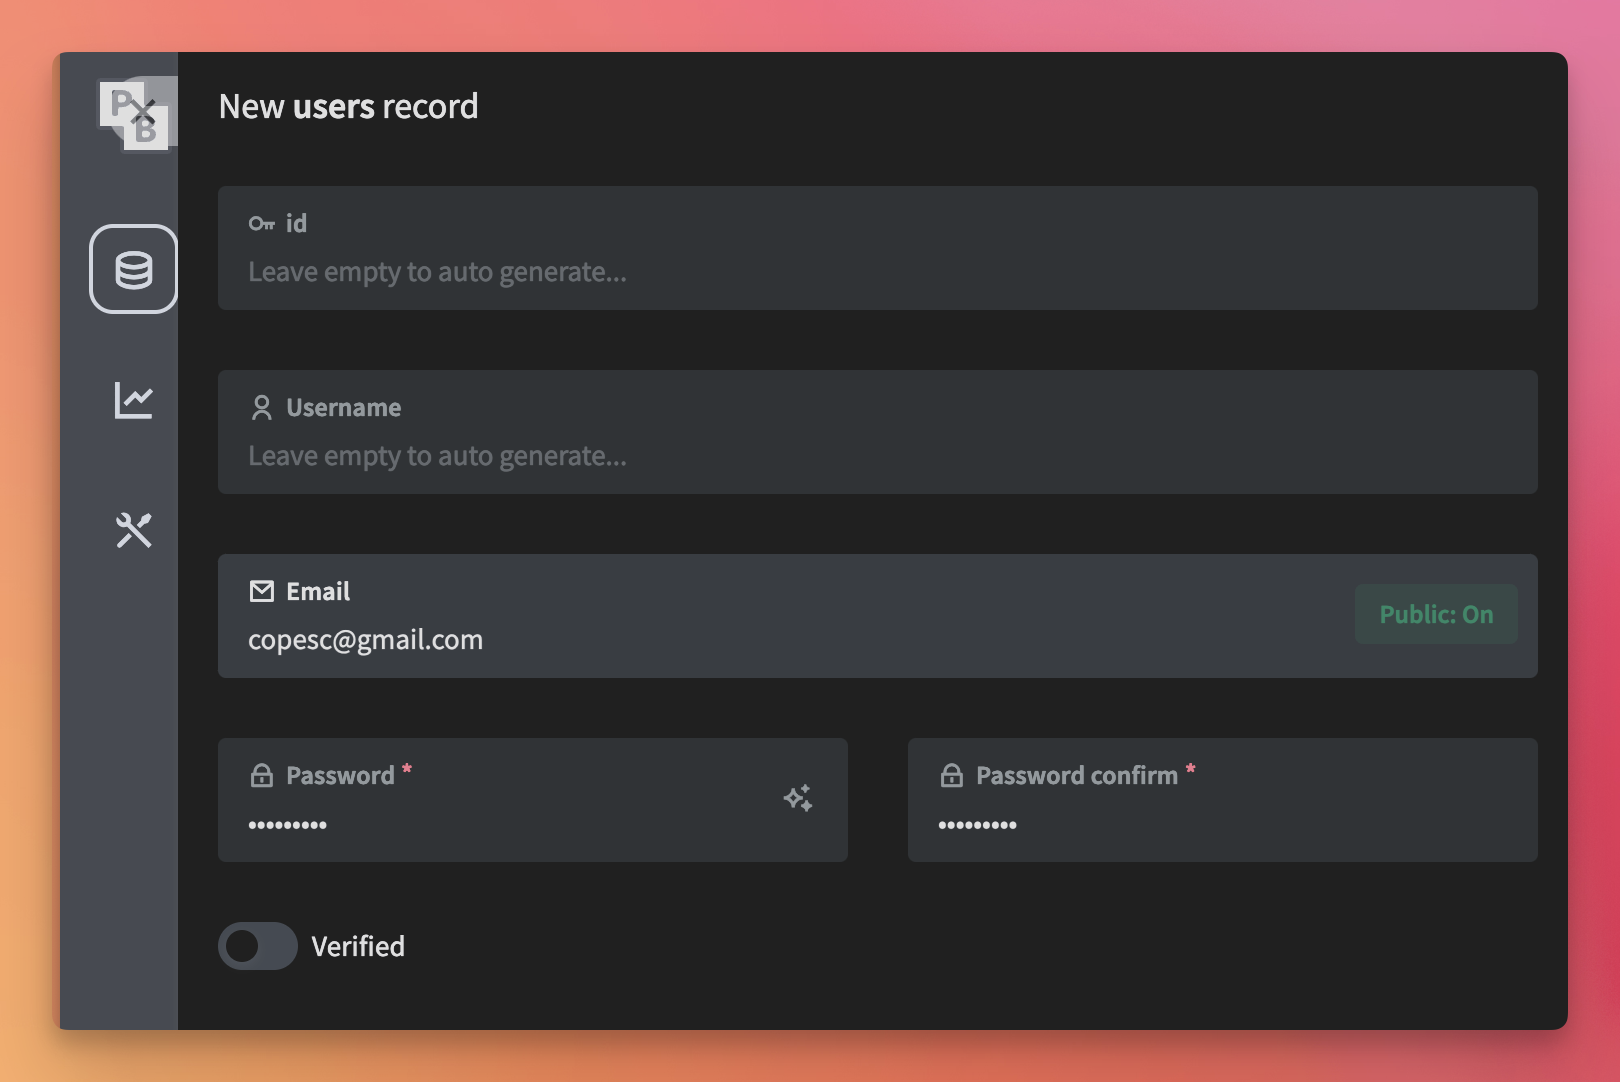 PB
New users record
id
Leave empty to auto generate...
Username
Leave empty to auto generate...
Email
copesc@gmail.com
Public: On
Password *
•••••••••
Password confirm *
•••••••••
Verified